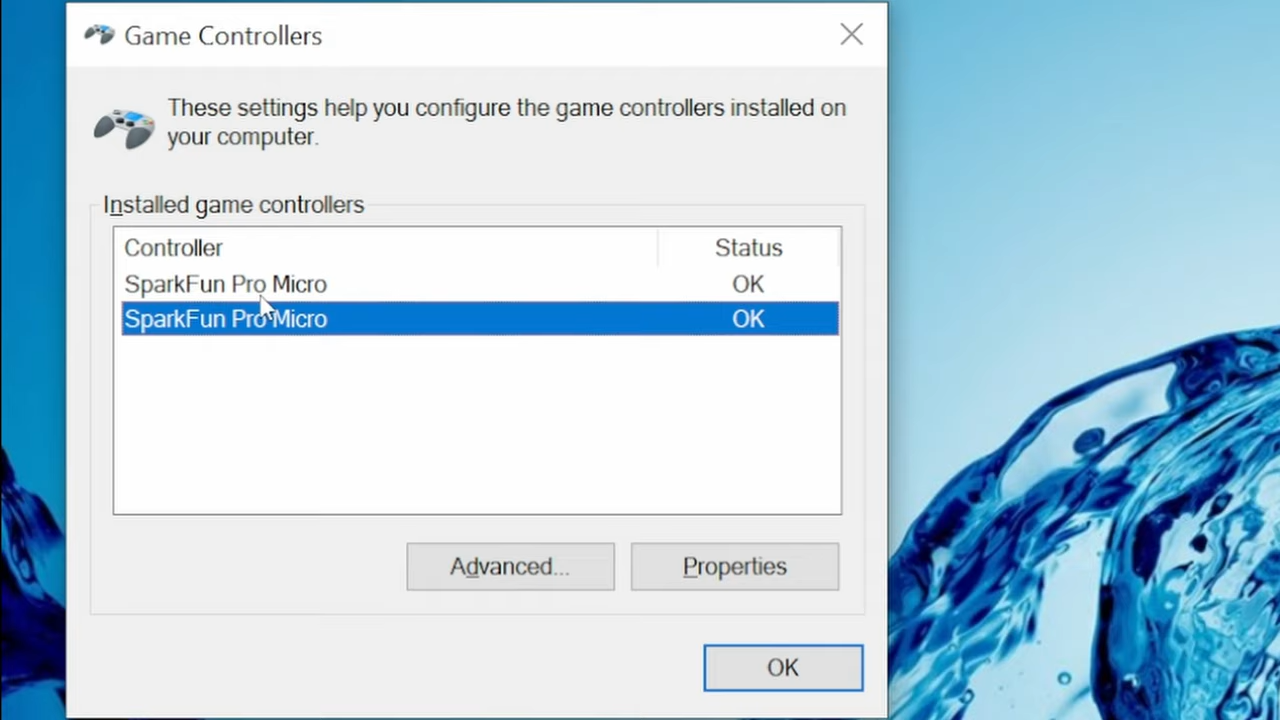 Game Controllers
These settings help you configure the game controllers installed on
your computer.
Installed game controllers
Controller Status
SparkFun Pro Micro OK
SparkFun Pro Micro OK
Advanced... Properties
OK